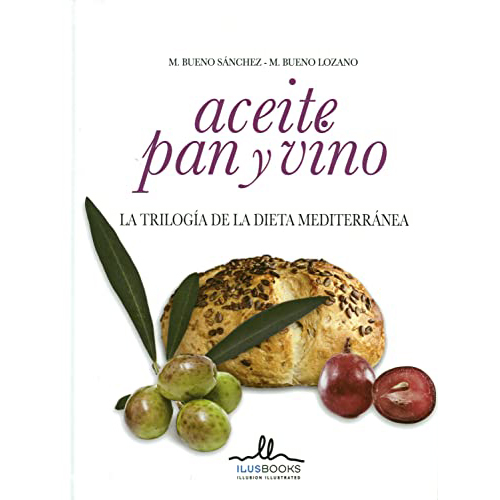 M. BUENO SÁNCHEZ - M. BUENO LOZANO
aceite
pan y vino
LA TRILOGÍA DE LA DIETA MEDITERRÁNEA
ILUSBOOKS
ILLUSION ILLUSTRATED